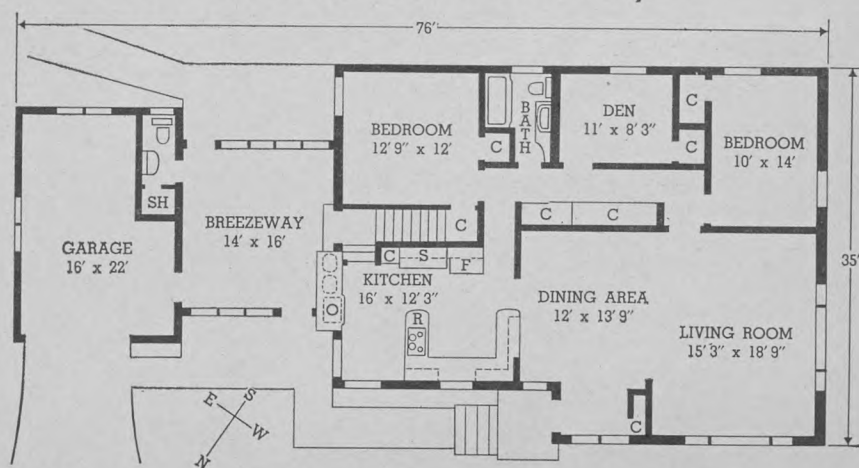 76'
BEDROOM
12' 9" x 12'
C
BATH
DEN
11' x 8' 3"
C
C
BEDROOM
10' x 14'
SH
BREEZEWAY
14' x 16'
C
C
C
GARAGE
16' x 22'
C
S
F
KITCHEN
16' x 12' 3"
R
DINING AREA
12' x 13' 9"
LIVING ROOM
15' 3" x 18' 9"
35'
C
S
E
W
N